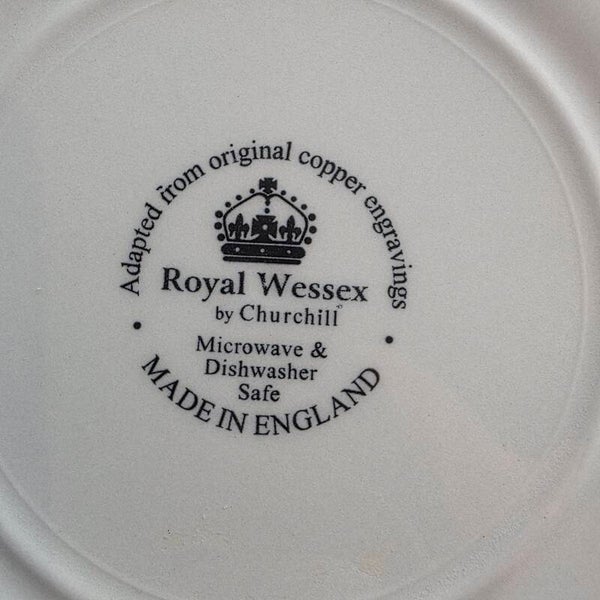 Adapted from original copper engravings
Royal Wessex
by Churchill
Microwave &
Dishwasher
Safe
MADE IN ENGLAND